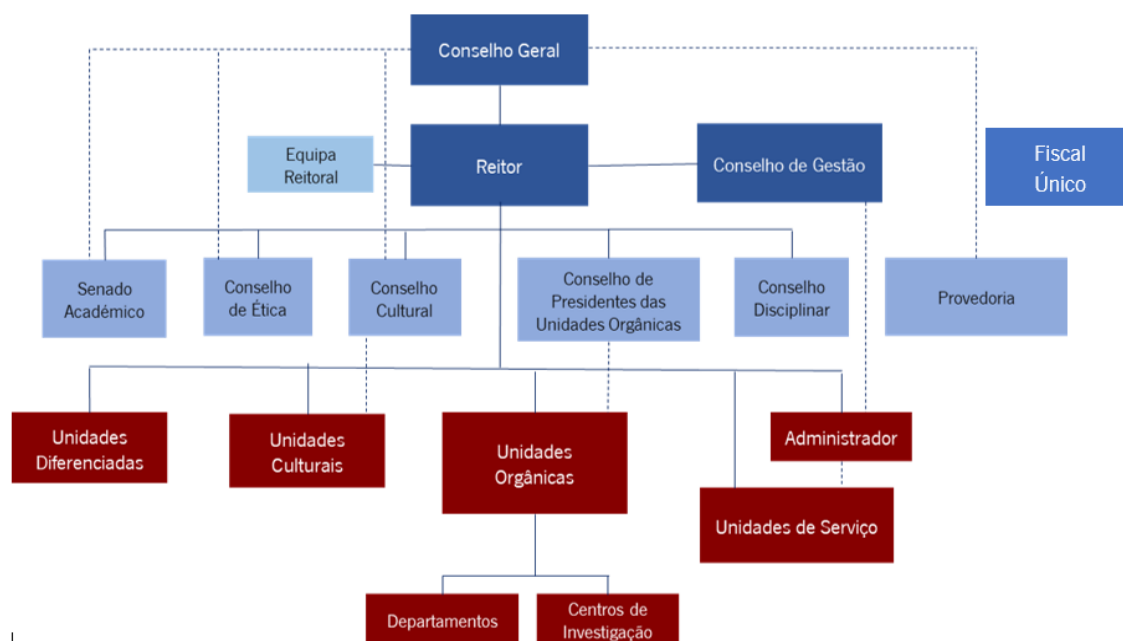 Conselho Geral
Equipa
Reitoral
Reitor
Conselho de Gestão
Fiscal
Único
Senado
Académico
Conselho
de Ética
Conselho
Cultural
Conselho de
Presidentes das
Unidades Orgânicas
Conselho
Disciplinar
Provedoria
Unidades
Diferenciadas
Unidades
Culturais
Unidades
Orgânicas
Administrador
Unidades de Serviço
Departamentos
Centros de
Investigação